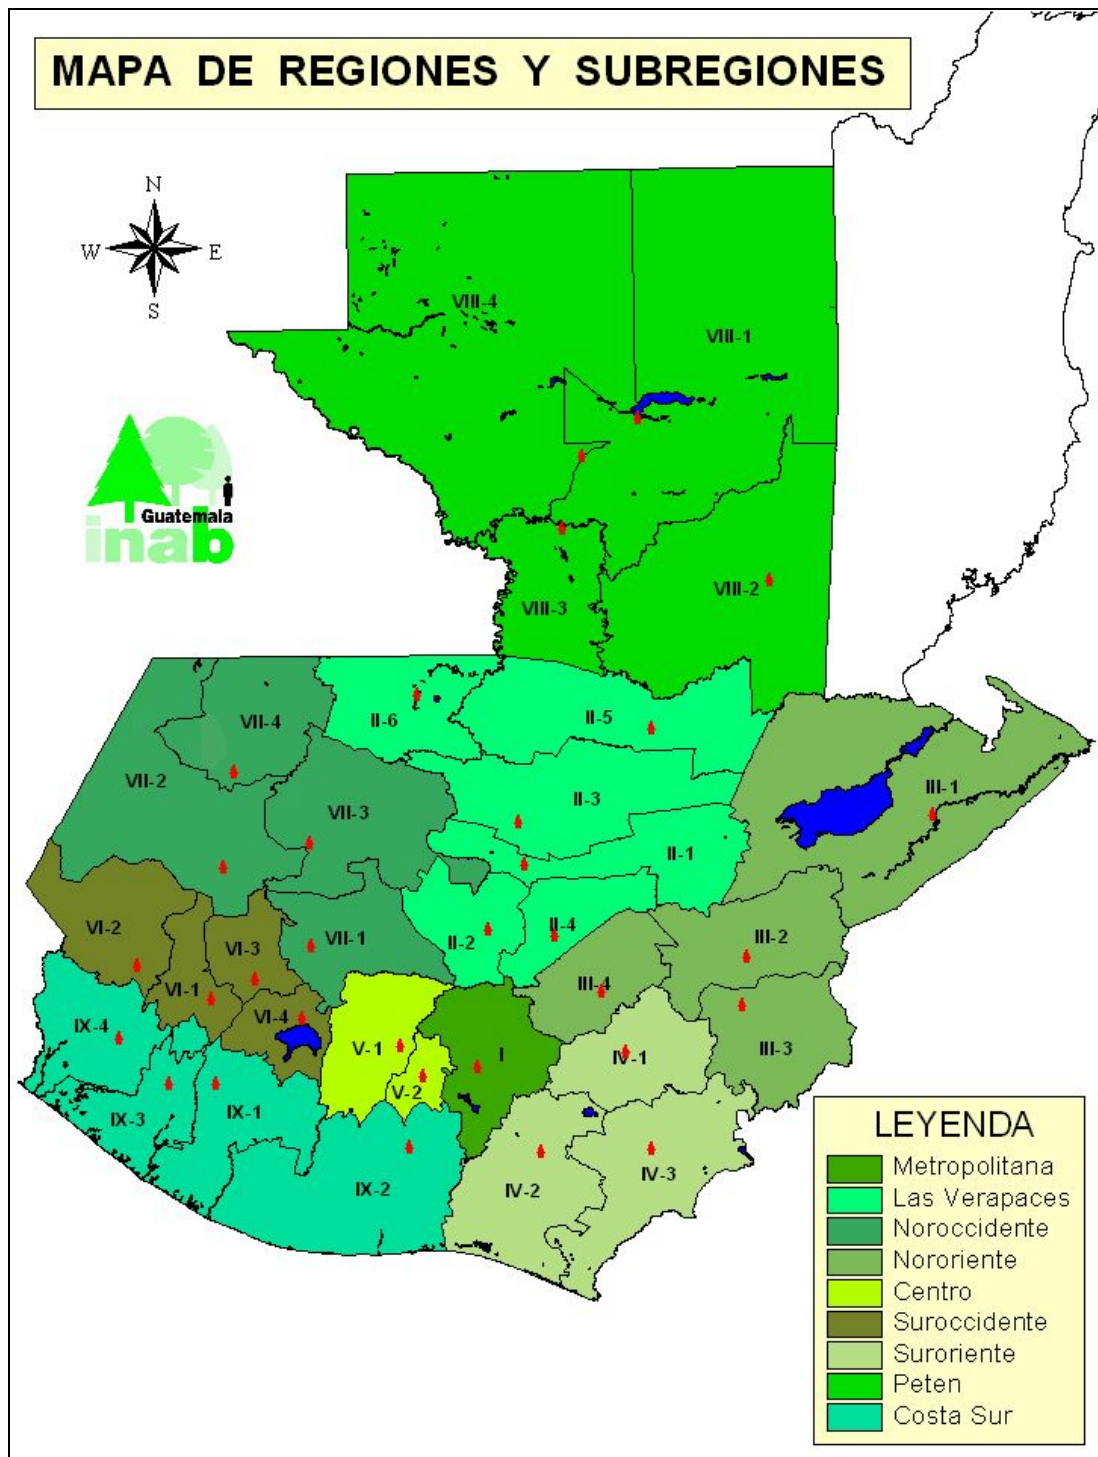 MAPA DE REGIONES Y SUBREGIONES
N
W E
S
VIII-4
VIII-1
Guatemala
inab
VIII-2
VIII-3
VII-4
II-6
II-5
VII-2
II-3
III-1
VII-3
II-1
VI-2
VI-3
VII-1
II-2
II-4
III-2
VI-1
III-4
VI-4
IX-4
V-1
I
IV-1
III-3
V-2
IX-3
IX-1
IX-2
IV-2
IV-3
LEYENDA
Metropolitana
Las Verapaces
Noroccidente
Nororiente
Centro
Suroccidente
Suroriente
Peten
Costa Sur